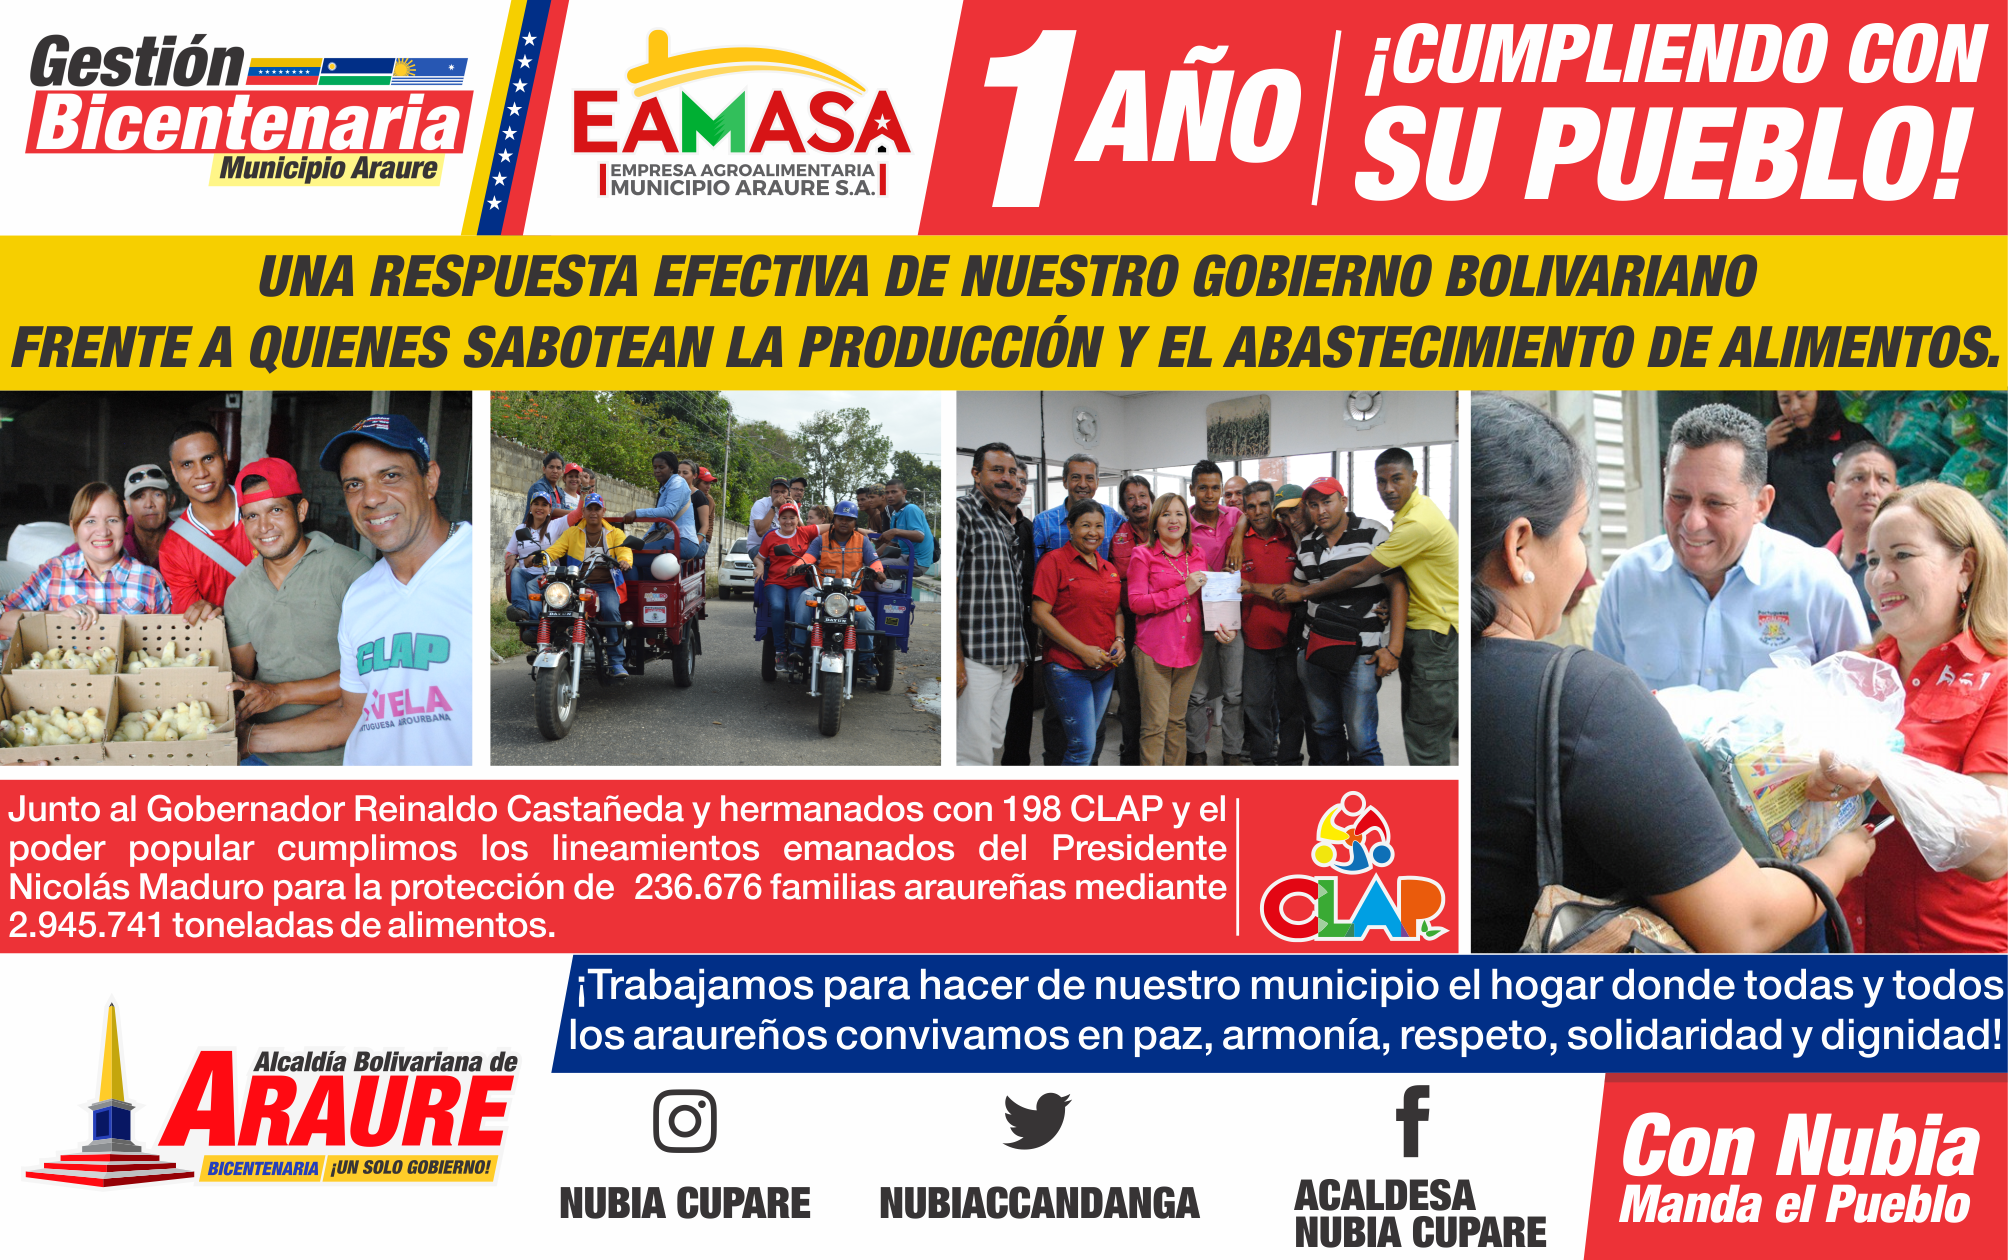 Gestión
Bicentenaria
Municipio Araure
EAMASA
EMPRESA AGROALIMENTARIA
MUNICIPIO ARAURE S.A.
1 AÑO
¡CUMPLIENDO CON
SU PUEBLO!
UNA RESPUESTA EFECTIVA DE NUESTRO GOBIERNO BOLIVARIANO
FRENTE A QUIENES SABOTEAN LA PRODUCCIÓN Y EL ABASTECIMIENTO DE ALIMENTOS.
CLAP
Junto al Gobernador Reinaldo Castañeda y hermanados con 198 CLAP y el
poder popular cumplimos los lineamientos emanados del Presidente
Nicolás Maduro para la protección de 236.676 familias araureñas mediante
2.945.741 toneladas de alimentos.
CLAP
¡Trabajamos para hacer de nuestro municipio el hogar donde todas y todos
los araureños convivamos en paz, armonía, respeto, solidaridad y dignidad!
Alcaldía Bolivariana de
ARAURE
BICENTENARIA ¡UN SOLO GOBIERNO!
NUBIA CUPARE
NUBIACCANDANGA
ACALDESA
NUBIA CUPARE
Con Nubia
Manda el Pueblo